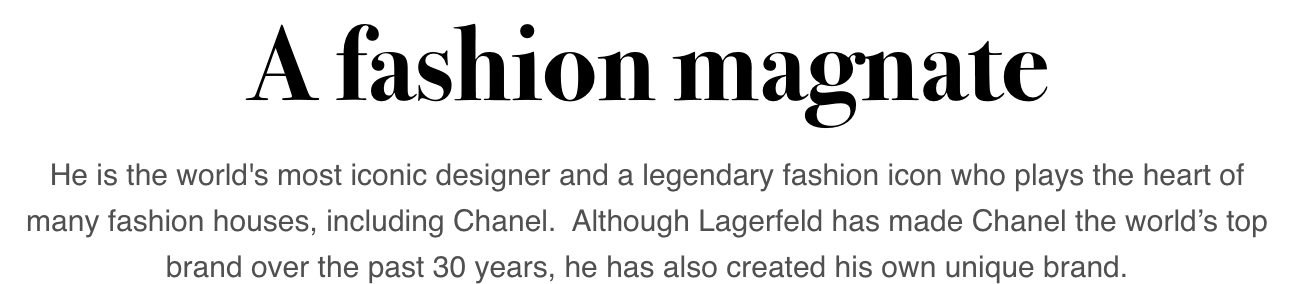 A fashion magnate
He is the world's most iconic designer and a legendary fashion icon who plays the heart of
many fashion houses, including Chanel.  Although Lagerfeld has made Chanel the world’s top
brand over the past 30 years, he has also created his own unique brand.